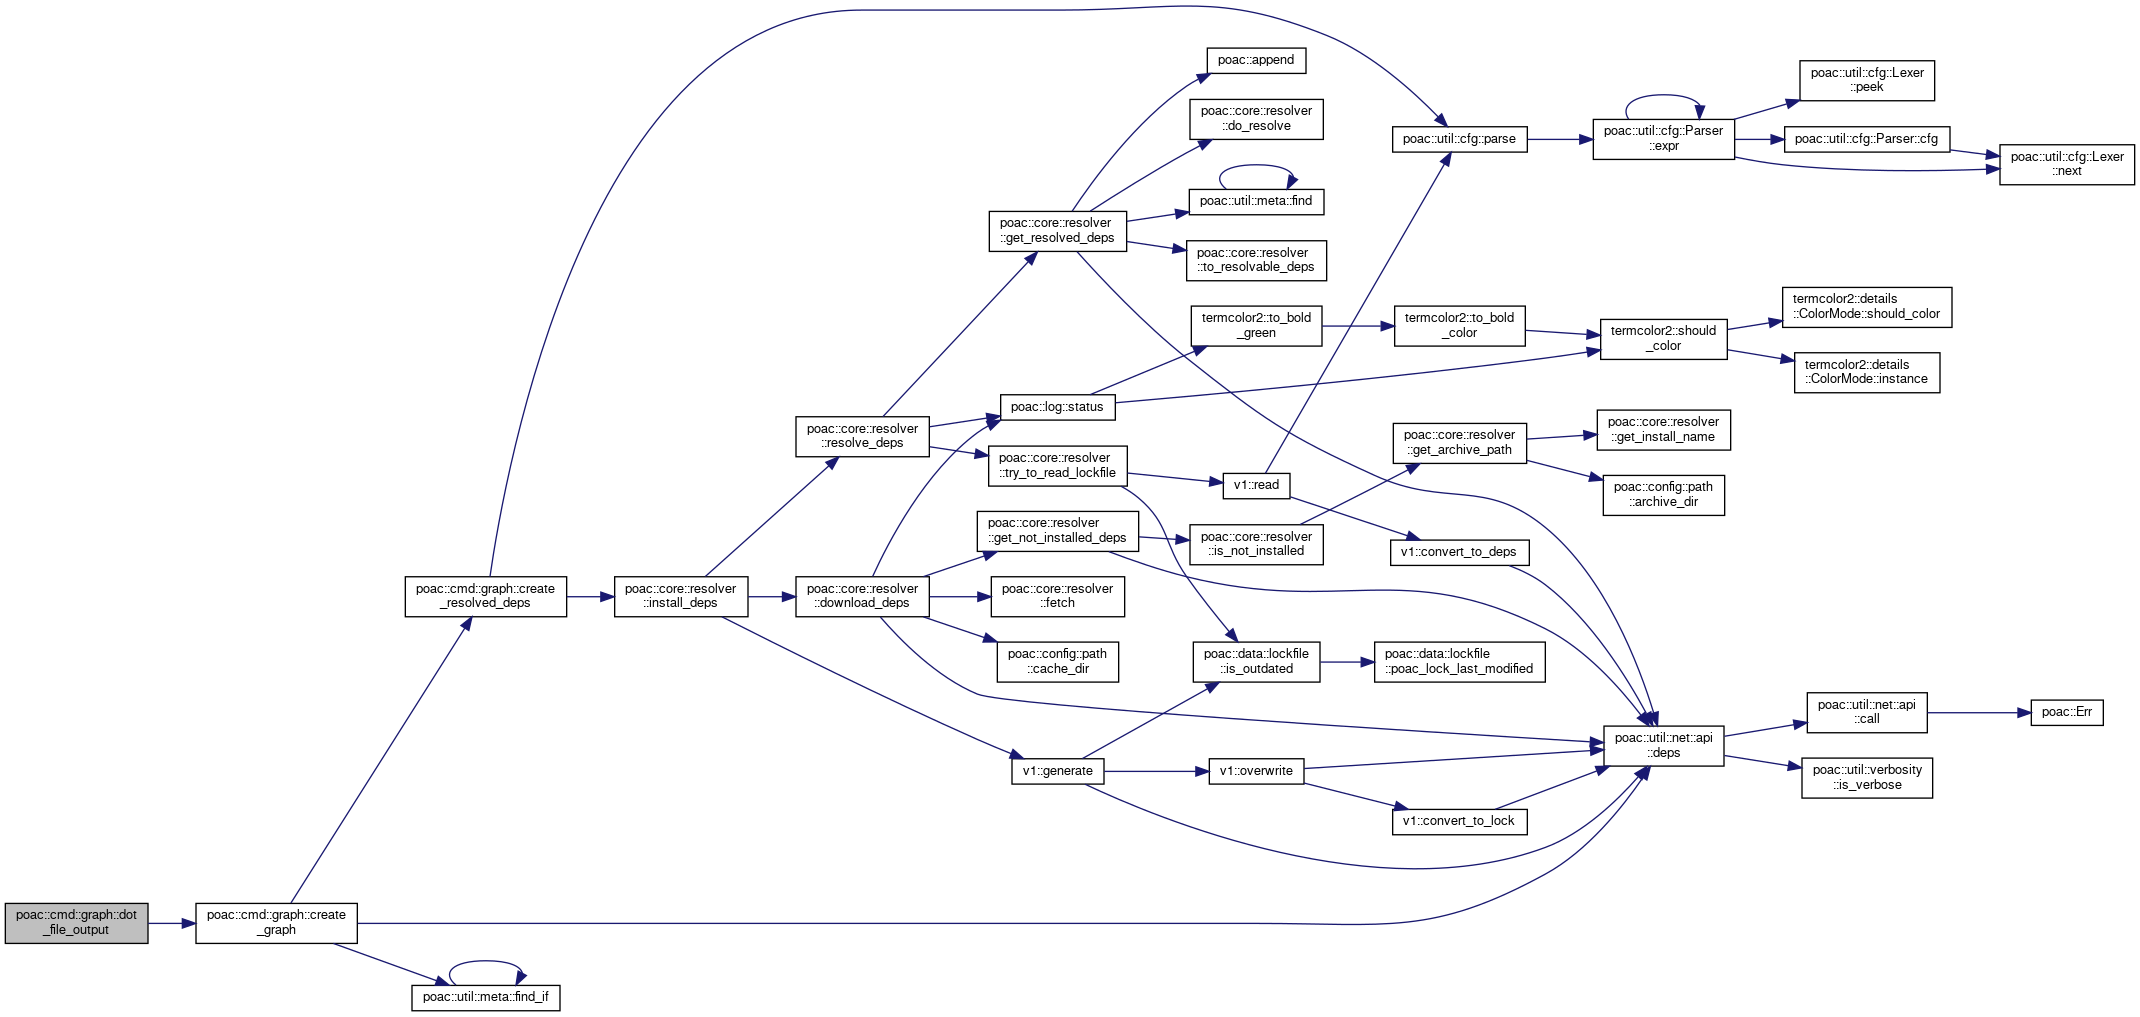 poac::append
poac::core::resolver
::do_resolve
poac::util::meta::find
poac::core::resolver
::get_resolved_deps
poac::core::resolver
::to_resolvable_deps
poac::util::cfg::parse
poac::util::cfg::Parser
::expr
poac::util::cfg::Lexer
::peek
poac::util::cfg::Parser::cfg
poac::util::cfg::Lexer
::next
termcolor2::to_bold
_green
termcolor2::to_bold
_color
termcolor2::should
_color
termcolor2::details
::ColorMode::should_color
termcolor2::details
::ColorMode::instance
poac::log::status
poac::core::resolver
::resolve_deps
poac::core::resolver
::try_to_read_lockfile
v1::read
poac::core::resolver
::get_archive_path
poac::core::resolver
::get_install_name
poac::config::path
::archive_dir
poac::core::resolver
::get_not_installed_deps
poac::core::resolver
::is_not_installed
v1::convert_to_deps
poac::cmd::graph::create
_resolved_deps
poac::core::resolver
::install_deps
poac::core::resolver
::download_deps
poac::core::resolver
::fetch
poac::config::path
::cache_dir
poac::data::lockfile
::is_outdated
poac::data::lockfile
::poac_lock_last_modified
v1::generate
v1::overwrite
v1::convert_to_lock
poac::util::net::api
::deps
poac::util::net::api
::call
poac::Err
poac::util::verbosity
::is_verbose
poac::cmd::graph::dot
_file_output
poac::cmd::graph::create
_graph
poac::util::meta::find_if